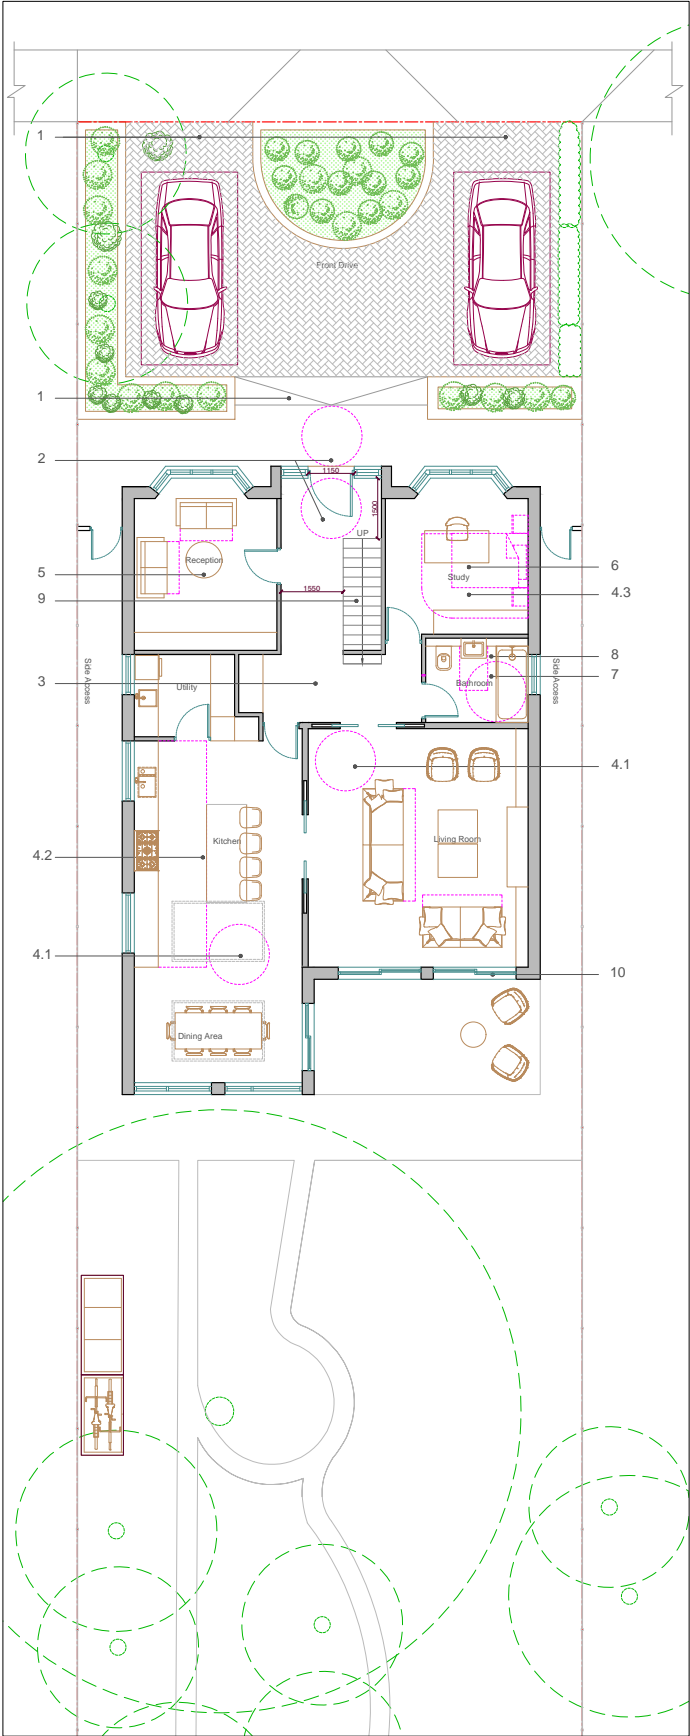 1
Front Drive
1
2
1150
1500
UP
Reception
5
6
Study
9
1550
4.3
8
Side Access
Side Access
7
3
Utility
Bathroom
4.1
Living Room
Kitchen
4.2
4.1
10
Dining Area